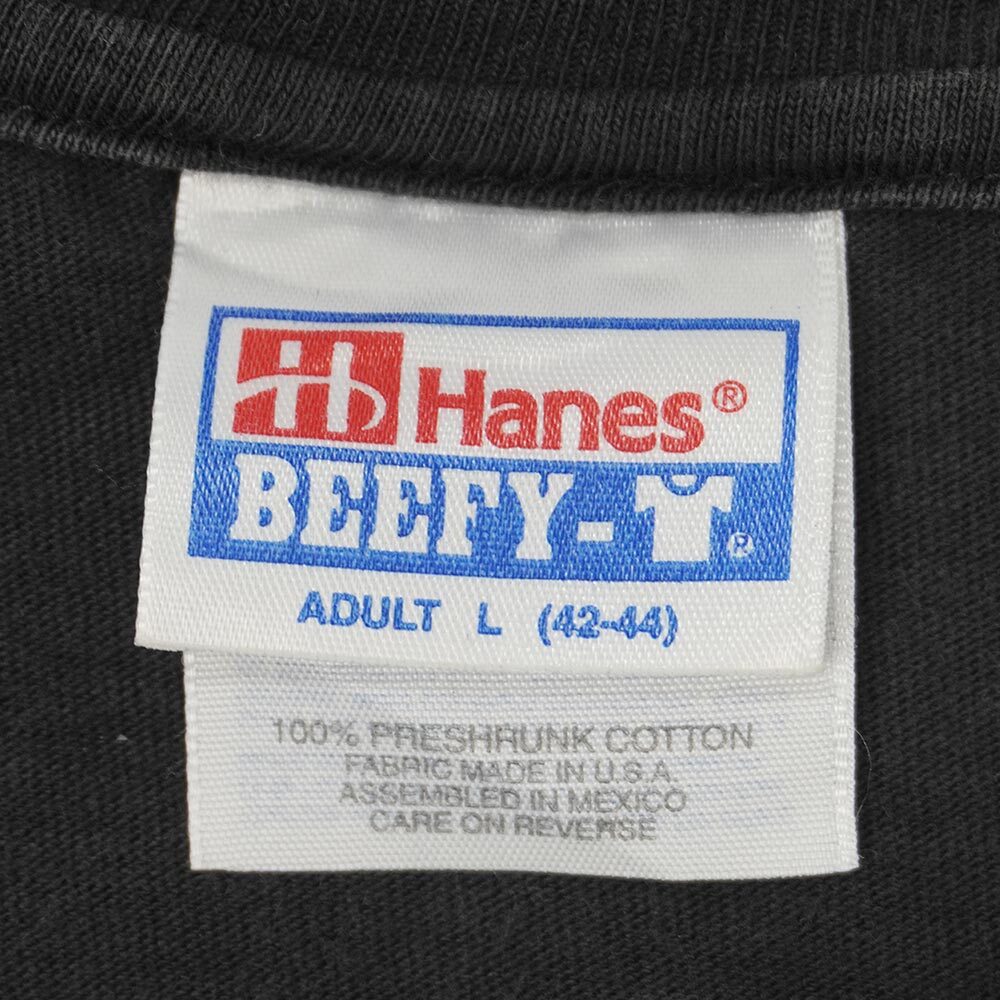 Hanes®
BEEFY-T®
ADULT L (42-44)
100% PRESHRUNK COTTON
FABRIC MADE IN U.S.A.
ASSEMBLED IN MEXICO
CARE ON REVERSE